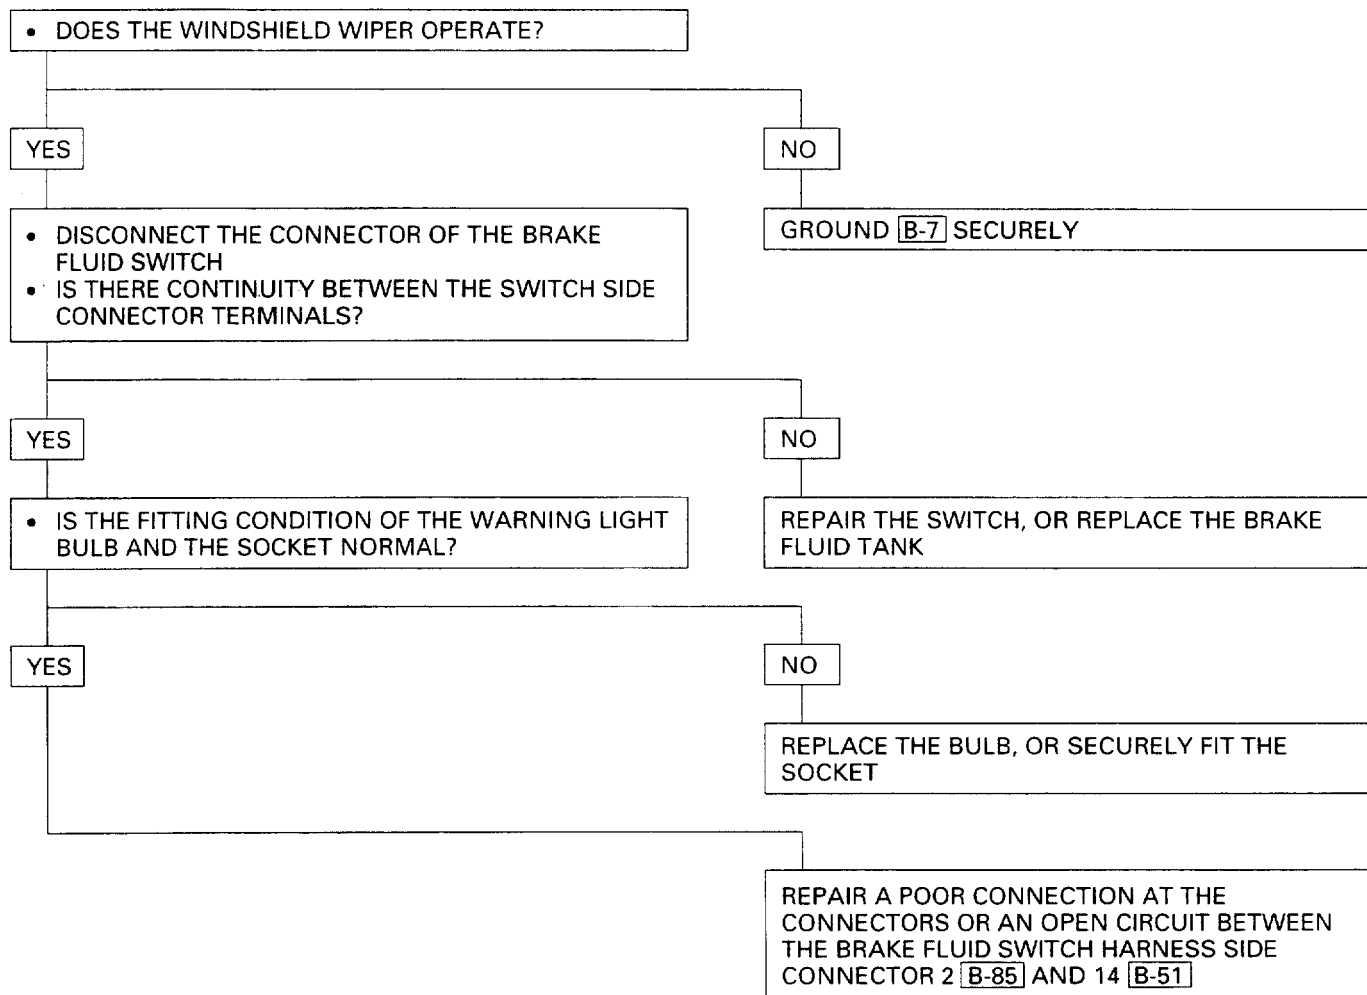 • DOES THE WINDSHIELD WIPER OPERATE?
YES
NO
• DISCONNECT THE CONNECTOR OF THE BRAKE
FLUID SWITCH
• IS THERE CONTINUITY BETWEEN THE SWITCH SIDE
CONNECTOR TERMINALS?
GROUND B-7 SECURELY
YES
NO
• IS THE FITTING CONDITION OF THE WARNING LIGHT
BULB AND THE SOCKET NORMAL?
REPAIR THE SWITCH, OR REPLACE THE BRAKE
FLUID TANK
YES
NO
REPLACE THE BULB, OR SECURELY FIT THE
SOCKET
REPAIR A POOR CONNECTION AT THE
CONNECTORS OR AN OPEN CIRCUIT BETWEEN
THE BRAKE FLUID SWITCH HARNESS SIDE
CONNECTOR 2 B-85 AND 14 B-51